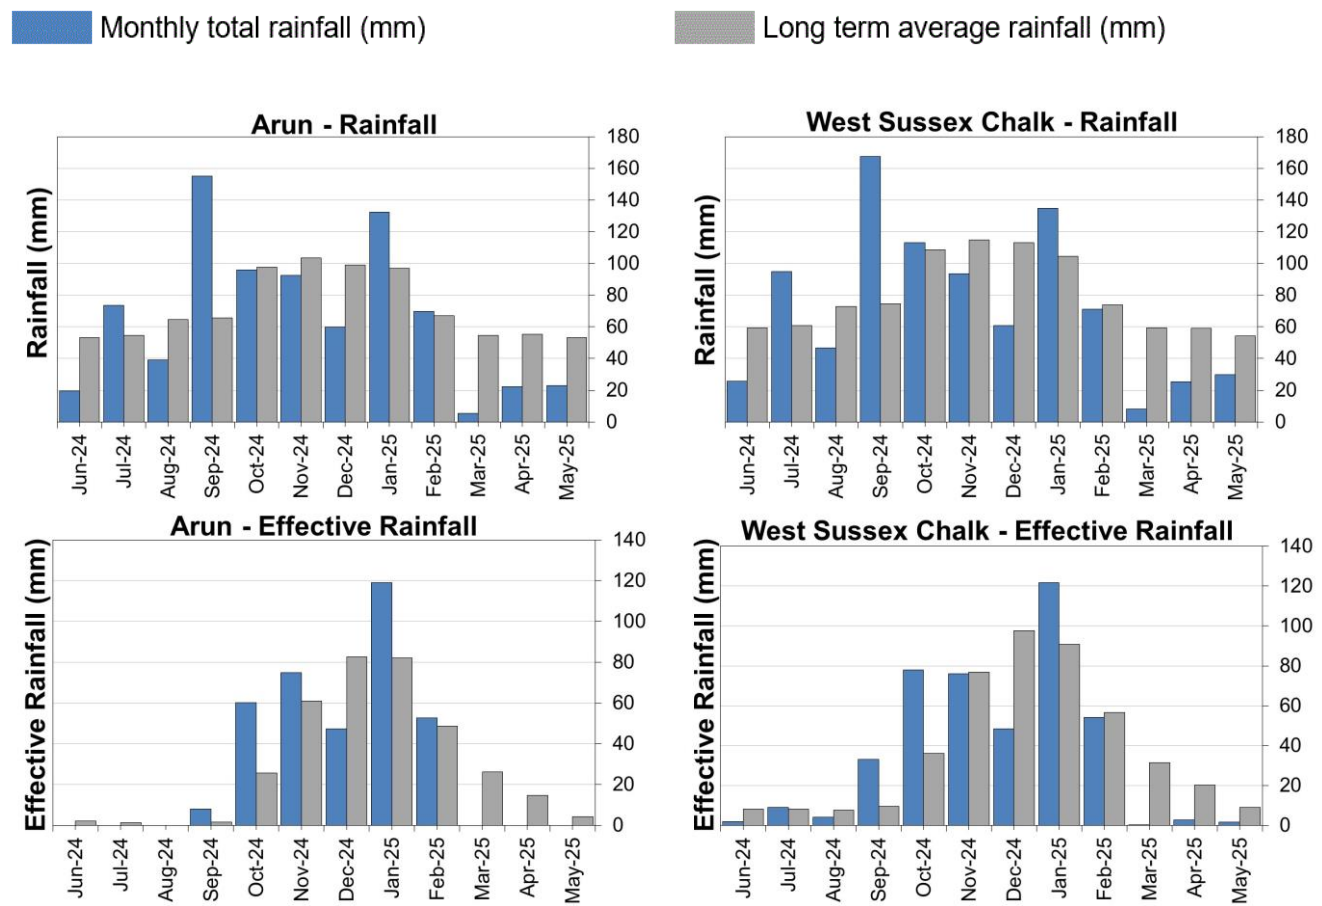 Monthly total rainfall (mm)
Long term average rainfall (mm)
Arun - Rainfall
Rainfall (mm)
180
160
140
120
100
80
60
40
20
0
Jun-24
Jul-24
Aug-24
Sep-24
Oct-24
Nov-24
Dec-24
Jan-25
Feb-25
Mar-25
Apr-25
May-25
West Sussex Chalk - Rainfall
Rainfall (mm)
180
160
140
120
100
80
60
40
20
0
Jun-24
Jul-24
Aug-24
Sep-24
Oct-24
Nov-24
Dec-24
Jan-25
Feb-25
Mar-25
Apr-25
May-25
Arun - Effective Rainfall
Effective Rainfall (mm)
140
120
100
80
60
40
20
0
Jun-24
Jul-24
Aug-24
Sep-24
Oct-24
Nov-24
Dec-24
Jan-25
Feb-25
Mar-25
Apr-25
May-25
West Sussex Chalk - Effective Rainfall
Effective Rainfall (mm)
140
120
100
80
60
40
20
0
Jun-24
Jul-24
Aug-24
Sep-24
Oct-24
Nov-24
Dec-24
Jan-25
Feb-25
Mar-25
Apr-25
May-25